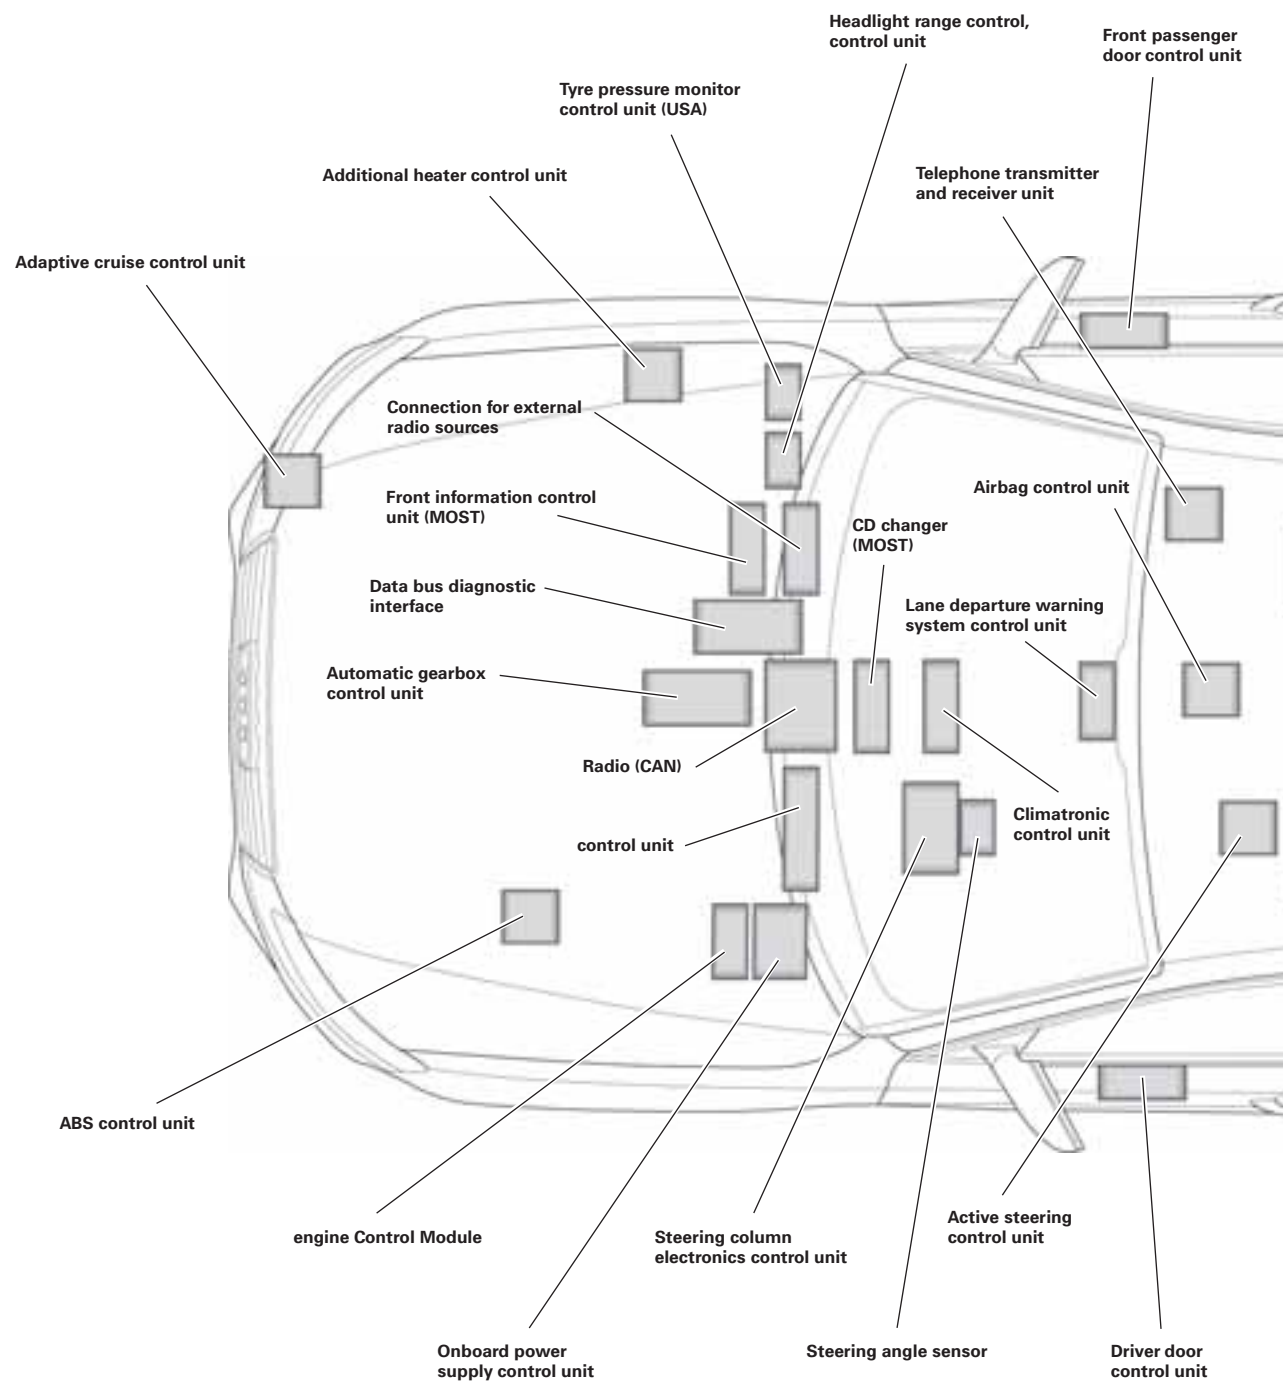 Headlight range control,
control unit
Front passenger
door control unit
Tyre pressure monitor
control unit (USA)
Additional heater control unit
Telephone transmitter
and receiver unit
Adaptive cruise control unit
Connection for external
radio sources
Front information control
unit (MOST)
Airbag control unit
CD changer
(MOST)
Data bus diagnostic
interface
Lane departure warning
system control unit
Automatic gearbox
control unit
Radio (CAN)
Climatronic
control unit
control unit
ABS control unit
engine Control Module
Steering column
electronics control unit
Active steering
control unit
Onboard power
supply control unit
Steering angle sensor
Driver door
control unit